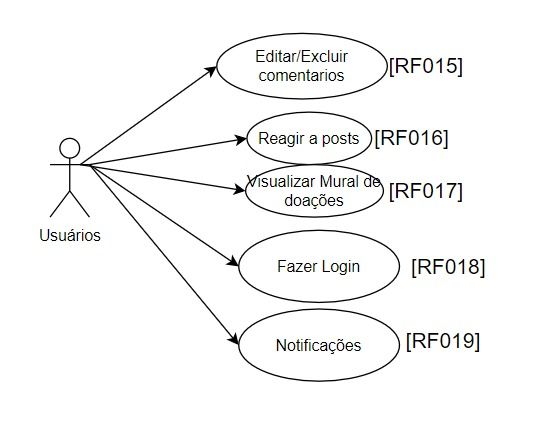 Editar/Excluir
comentarios
[RF015]
Reagir a posts
[RF016]
Visualizar Mural de
doações
[RF017]
Usuários
Fazer Login
[RF018]
Notificações
[RF019]